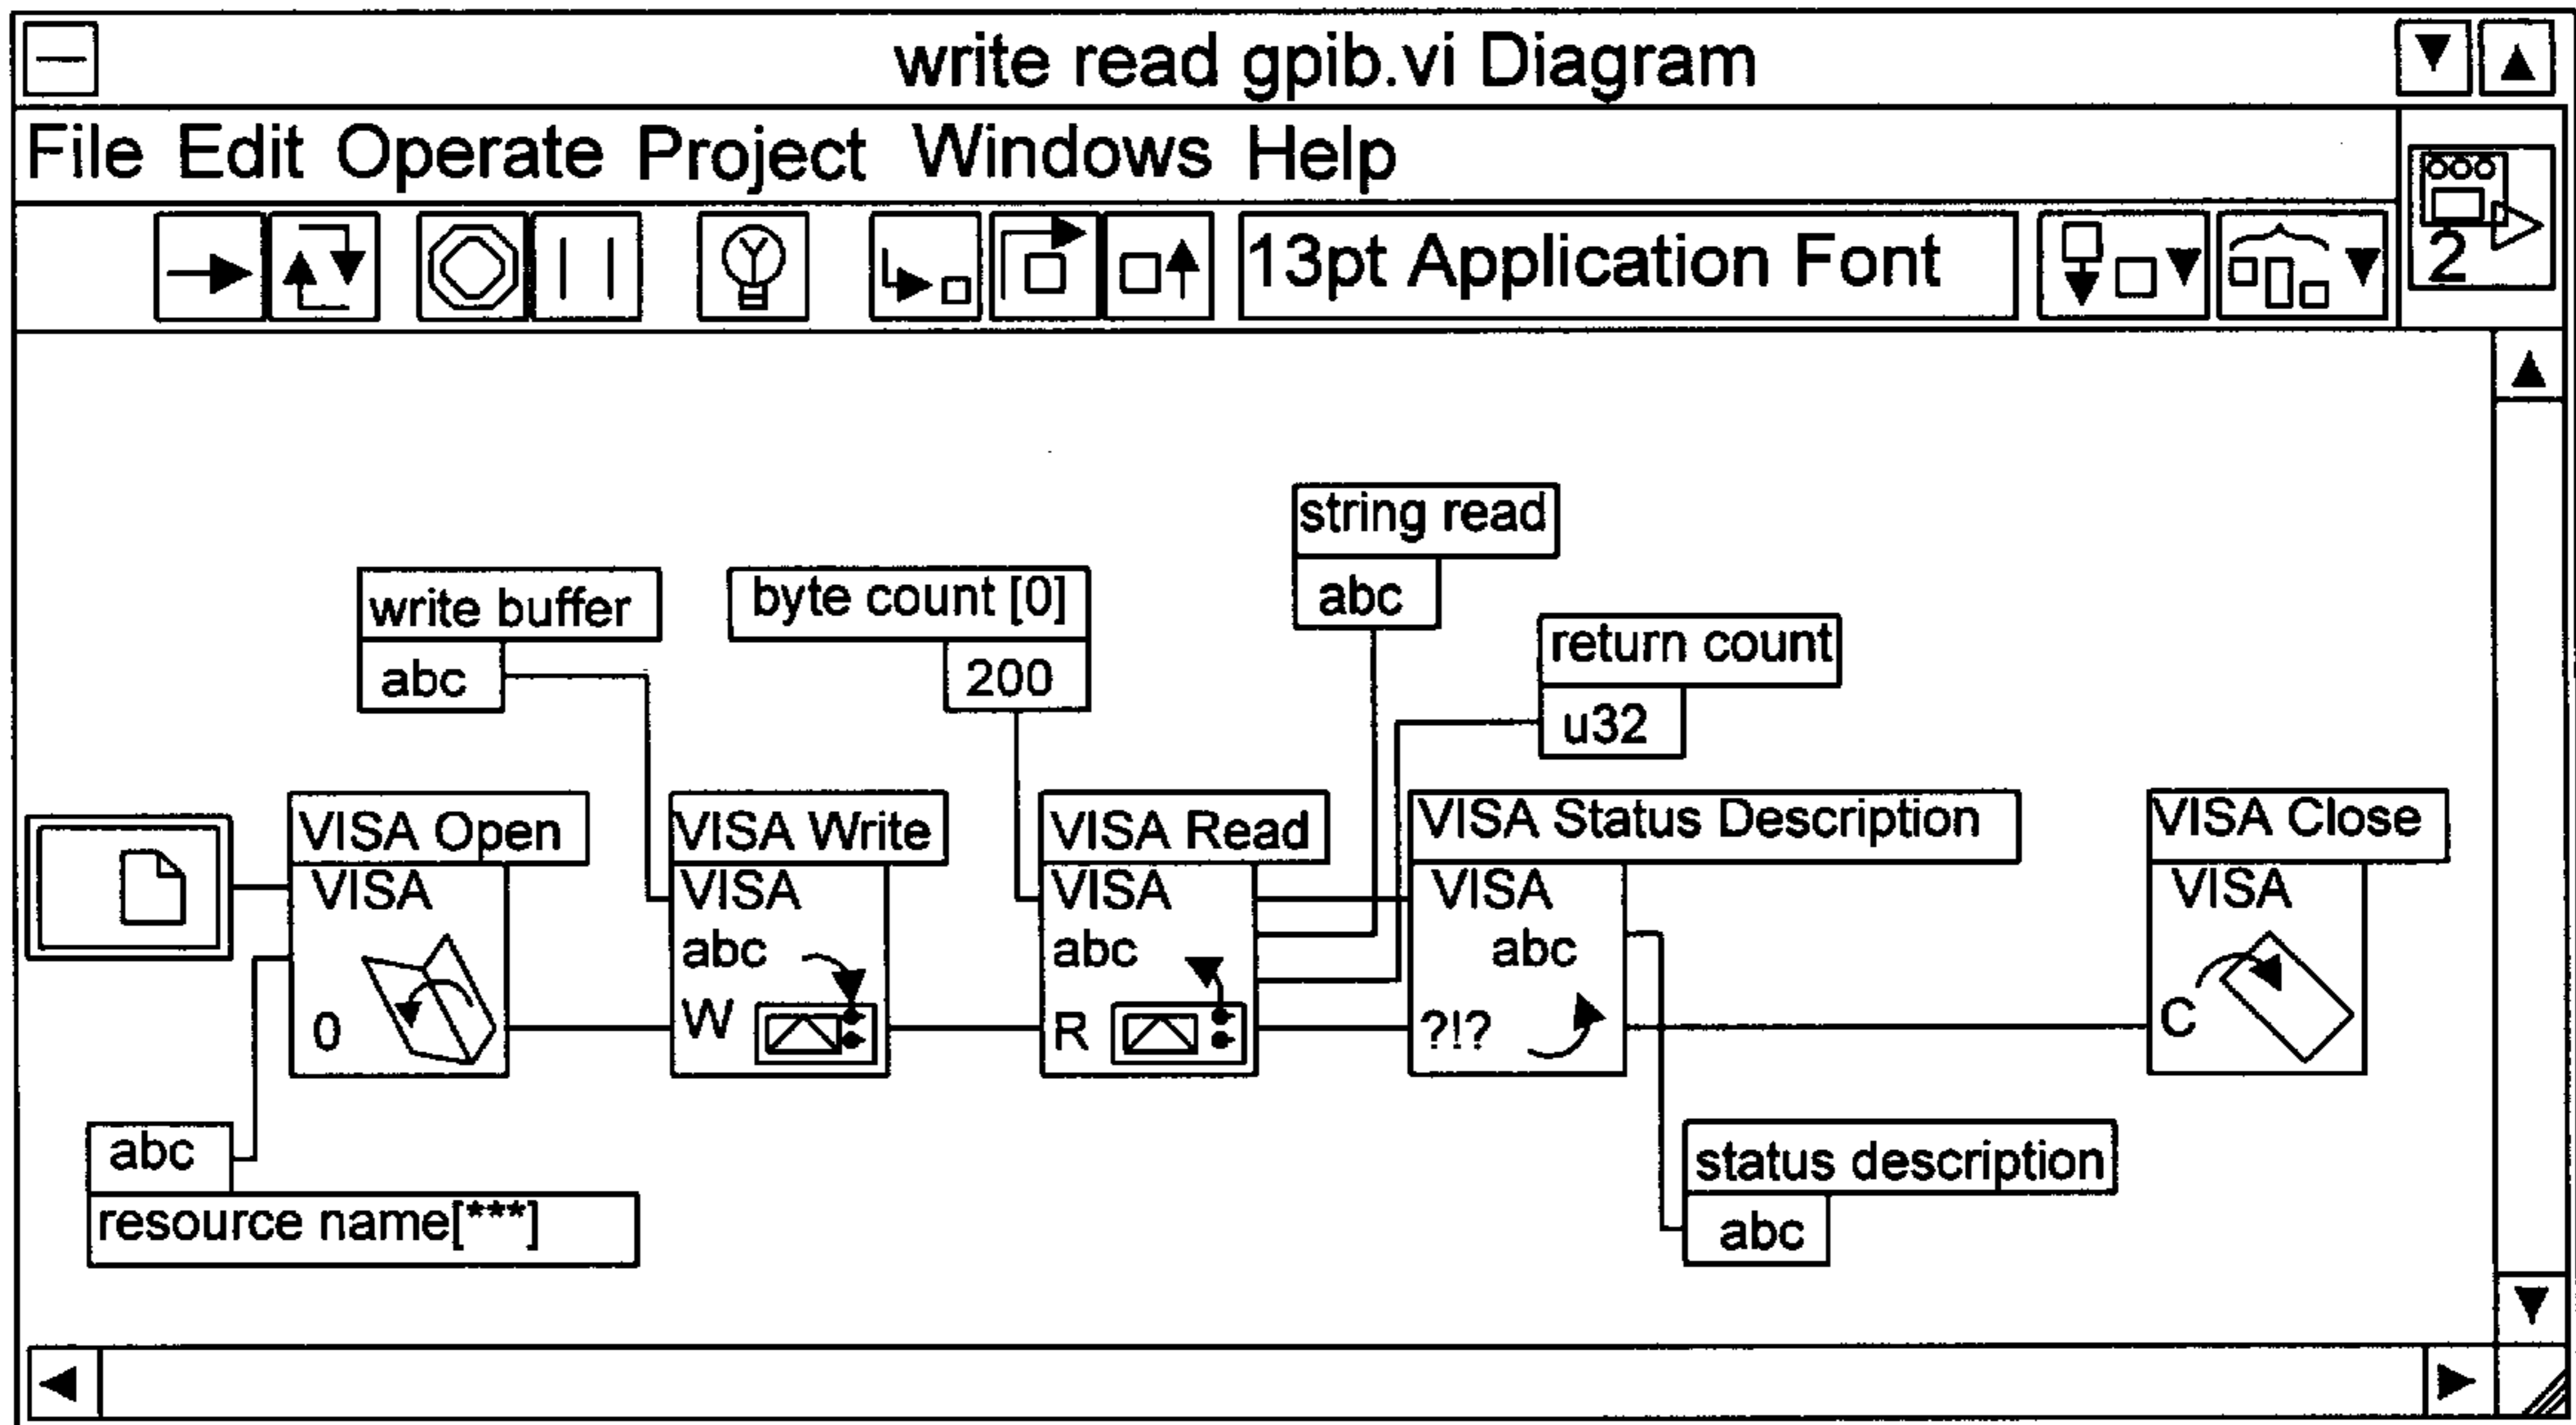 write read gpib.vi Diagram
File Edit Operate Project Windows Help
13pt Application Font
2
string read
abc
write buffer
abc
byte count [0]
200
return count
u32
VISA Open
VISA
0
VISA Write
VISA
abc
W
VISA Read
VISA
abc
R
VISA Status Description
VISA
abc
?!?
VISA Close
VISA
C
abc
resource name[***]
status description
abc